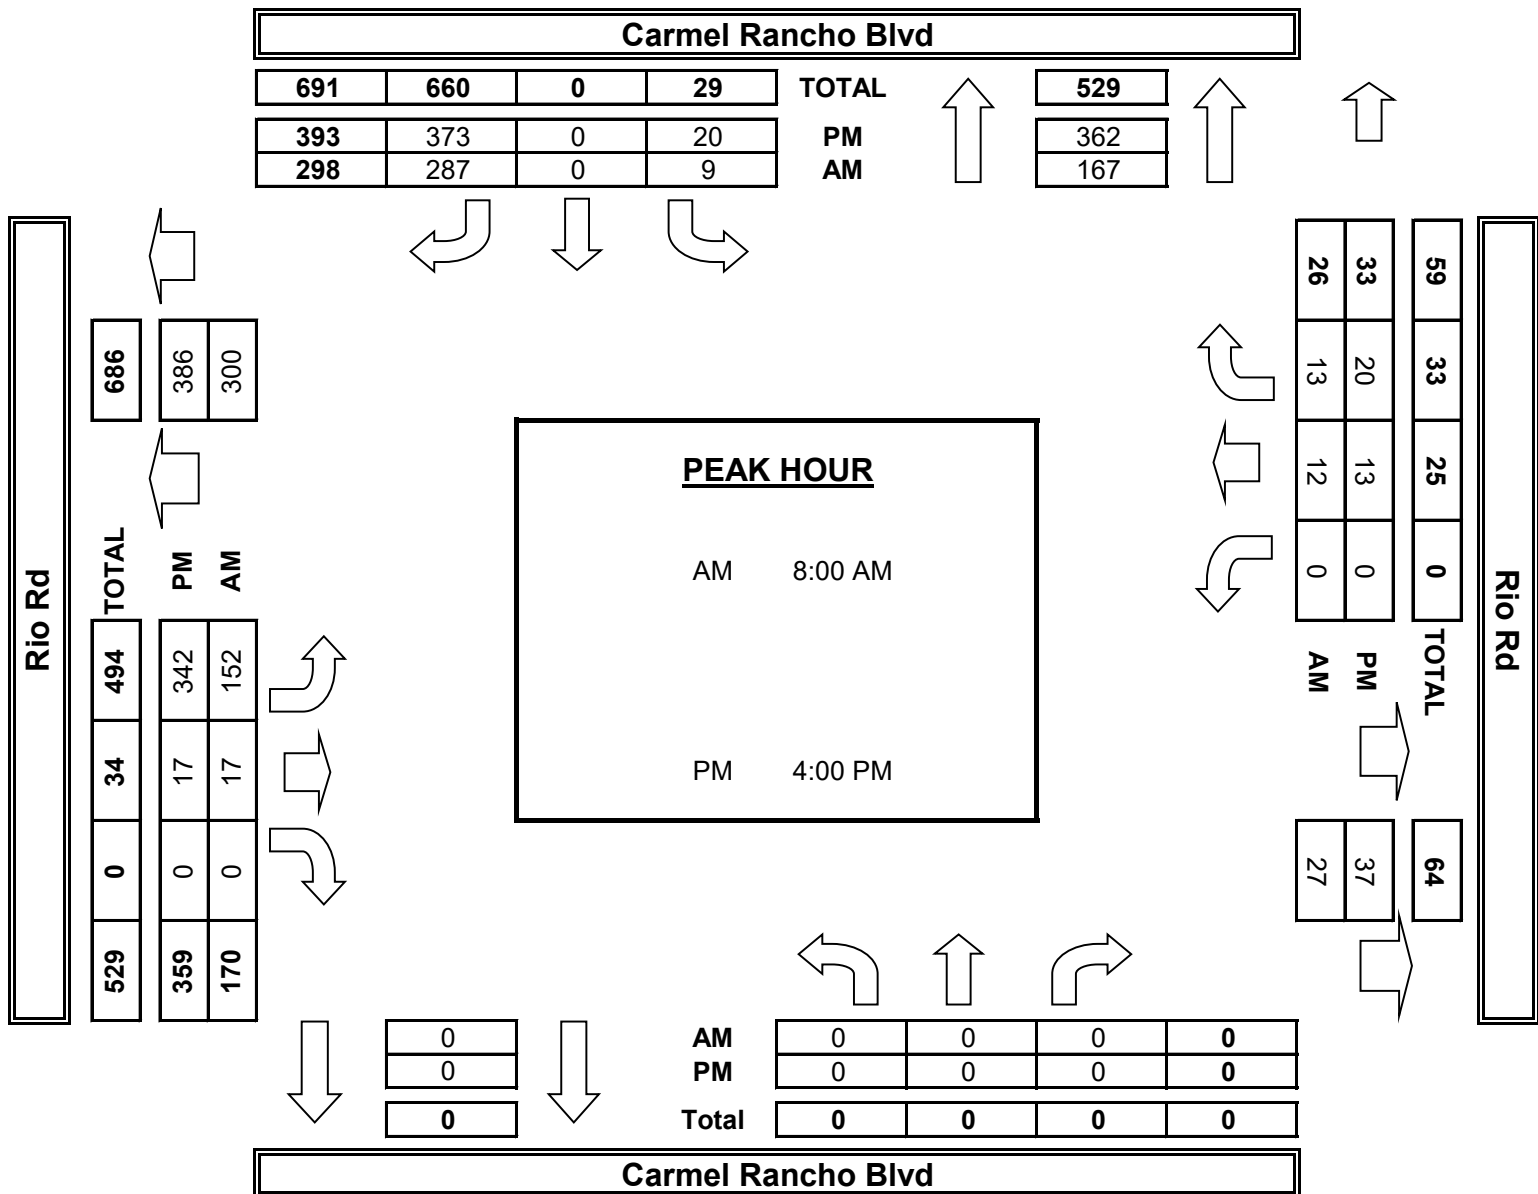 Carmel Rancho Blvd
691 660 0 29 TOTAL 529
393 373 0 20 PM 362
298 287 0 9 AM 167
Rio Rd
686 386 300
TOTAL PM AM
494 342 152
34 17 17
0 0 0
529 359 170
PEAK HOUR
AM 8:00 AM
PM 4:00 PM
26 33 59
13 20 33
12 13 25
0 0 0
AM PM TOTAL
27 37 64
Rio Rd
AM 0 0 0 0
PM 0 0 0 0
Total 0 0 0 0
0
0
0
Carmel Rancho Blvd